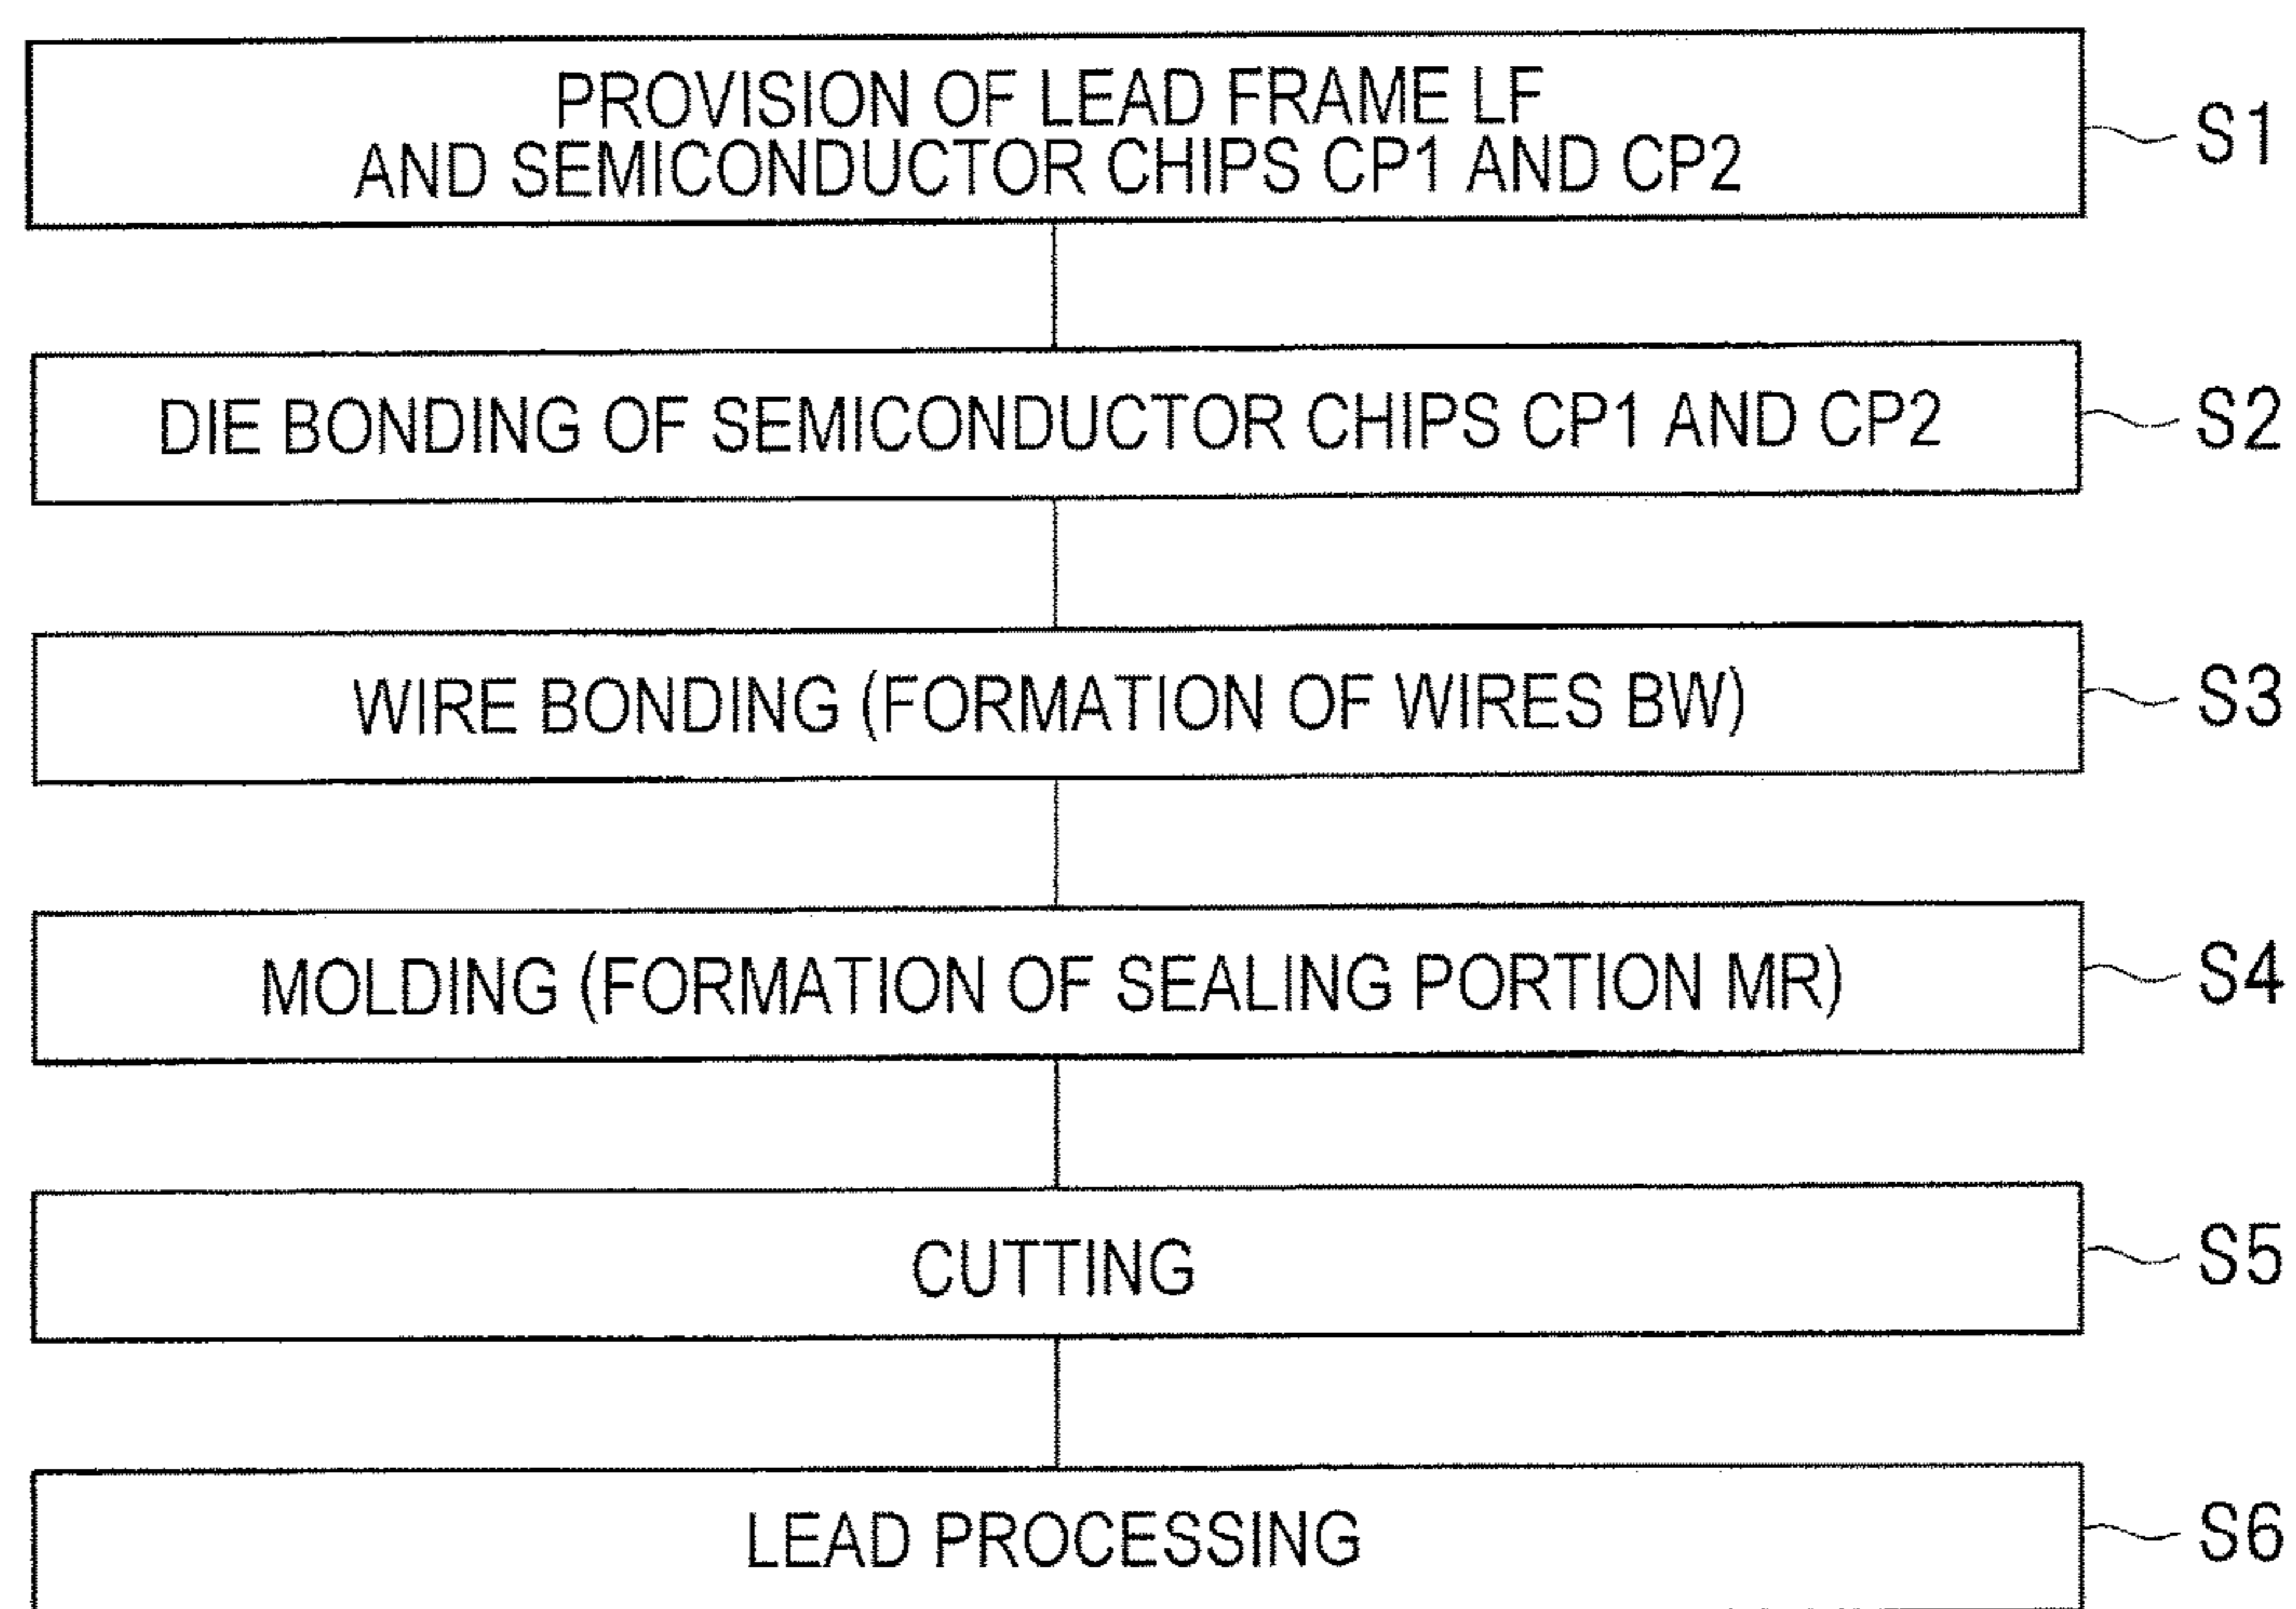 PROVISION OF LEAD FRAME LF
AND SEMICONDUCTOR CHIPS CP1 AND CP2
S1
DIE BONDING OF SEMICONDUCTOR CHIPS CP1 AND CP2
S2
WIRE BONDING (FORMATION OF WIRES BW)
S3
MOLDING (FORMATION OF SEALING PORTION MR)
S4
CUTTING
S5
LEAD PROCESSING
S6